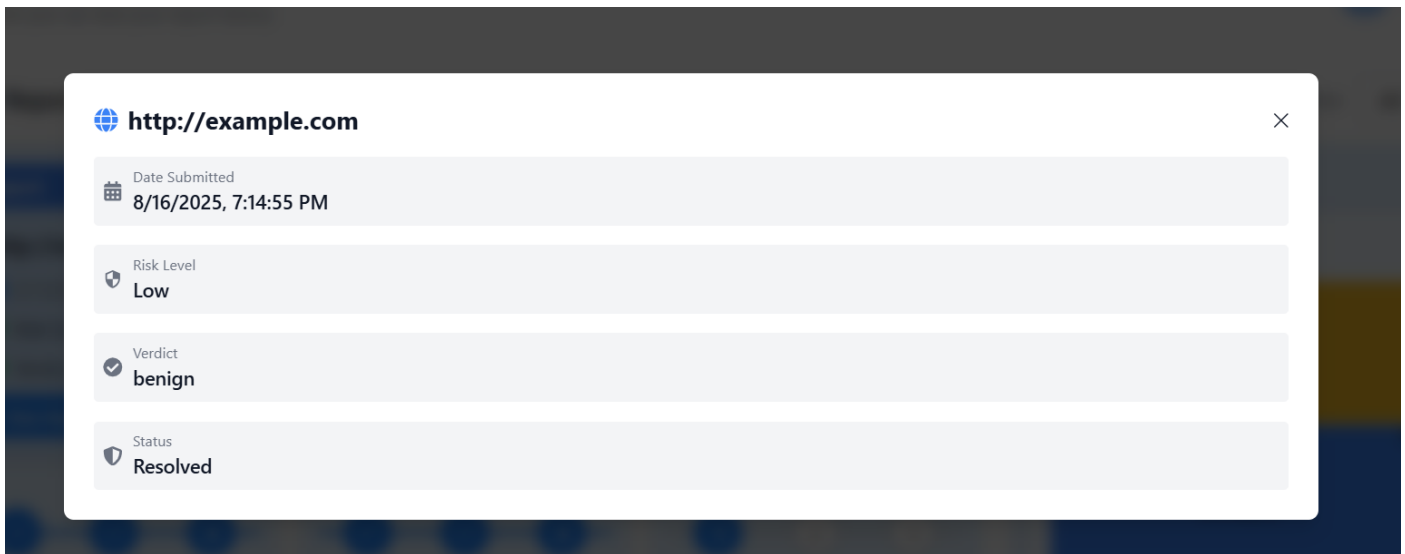 http://example.com
Date Submitted
8/16/2025, 7:14:55 PM
Risk Level
Low
Verdict
benign
Status
Resolved